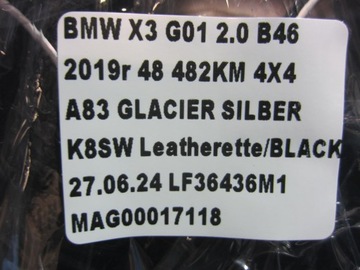 BMW X3 G01 2.0 B46
2019r 48 482KM 4X4
A83 GLACIER SILBER
K8SW Leatherette/BLACK
27.06.24 LF36436M1
MAG00017118